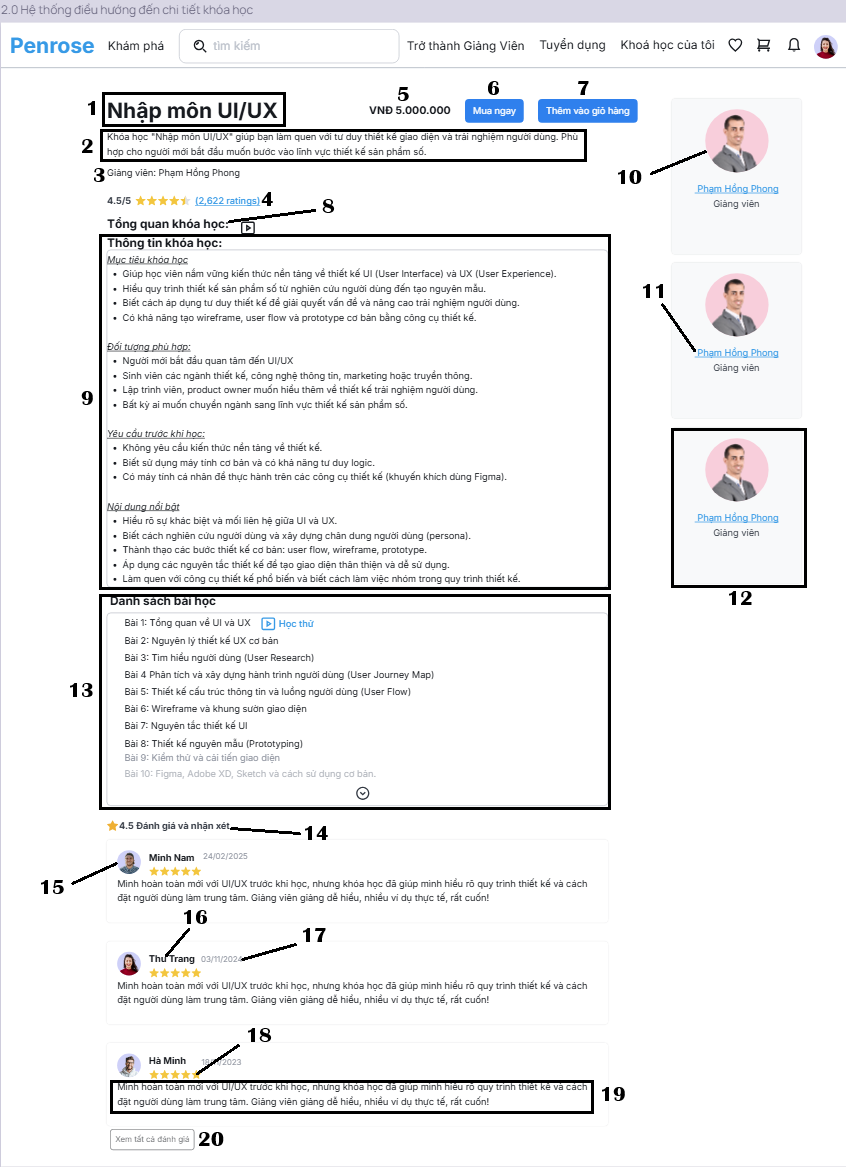 2.0 Hệ thống điều hướng đến chi tiết khóa học
Penrose
Khám phá
tìm kiếm
Trở thành Giảng Viên
Tuyển dụng
Khoá học của tôi
1
Nhập môn UI/UX
5
VNĐ 5.000.000
6
Mua ngay
7
Thêm vào giỏ hàng
2
Khóa học "Nhập môn UI/UX" giúp bạn làm quen với tư duy thiết kế giao diện và trải nghiệm người dùng. Phù
hợp cho người mới bắt đầu muốn bước vào lĩnh vực thiết kế sản phẩm số.
3
Giảng viên: Phạm Hồng Phong
4.5/5
(2,622 ratings)
4
Tổng quan khóa học:
8
9
Thông tin khóa học:
Mục tiêu khóa học
• Giúp học viên nắm vững kiến thức nền tảng về thiết kế UI (User Interface) và UX (User Experience).
• Hiểu quy trình thiết kế sản phẩm số từ nghiên cứu người dùng đến tạo nguyên mẫu.
• Biết cách áp dụng tư duy thiết kế để giải quyết vấn đề và nâng cao trải nghiệm người dùng.
• Có khả năng tạo wireframe, user flow và prototype cơ bản bằng công cụ thiết kế.
Đối tượng phù hợp:
• Người mới bắt đầu quan tâm đến UI/UX
• Sinh viên các ngành thiết kế, công nghệ thông tin, marketing hoặc truyền thông.
• Lập trình viên, product owner muốn hiểu thêm về thiết kế trải nghiệm người dùng.
• Bất kỳ ai muốn chuyển ngành sang lĩnh vực thiết kế sản phẩm số.
Yêu cầu trước khi học:
• Không yêu cầu kiến thức nền tảng về thiết kế.
• Biết sử dụng máy tính cơ bản và có khả năng tư duy logic.
• Có máy tính cá nhân để thực hành trên các công cụ thiết kế (khuyến khích dùng Figma).
Nội dung nổi bật
• Hiểu rõ sự khác biệt và mối liên hệ giữa UI và UX.
• Biết cách nghiên cứu người dùng và xây dựng chân dung người dùng (persona).
• Thành thạo các bước thiết kế cơ bản: user flow, wireframe, prototype.
• Áp dụng các nguyên tắc thiết kế để tạo giao diện thân thiện và dễ sử dụng.
• Làm quen với công cụ thiết kế phổ biến và biết cách làm việc nhóm trong quy trình thiết kế.
13
Danh sách bài học
Bài 1: Tổng quan về UI và UX
Học thử
Bài 2: Nguyên lý thiết kế UX cơ bản
Bài 3: Tìm hiểu người dùng (User Research)
Bài 4 Phân tích và xây dựng hành trình người dùng (User Journey Map)
Bài 5: Thiết kế cấu trúc thông tin và luồng người dùng (User Flow)
Bài 6: Wireframe và khung sườn giao diện
Bài 7: Nguyên tắc thiết kế UI
Bài 8: Thiết kế nguyên mẫu (Prototyping)
Bài 9: Kiểm thử và cải tiến giao diện
Bài 10: Figma, Adobe XD, Sketch và cách sử dụng cơ bản.
4.5 Đánh giá và nhận xét
14
15
Minh Nam
24/02/2025
Mình hoàn toàn mới với UI/UX trước khi học, nhưng khóa học đã giúp mình hiểu rõ quy trình thiết kế và cách
đặt người dùng làm trung tâm. Giảng viên giảng dễ hiểu, nhiều ví dụ thực tế, rất cuốn!
16
17
Thu Trang
03/11/2024
Mình hoàn toàn mới với UI/UX trước khi học, nhưng khóa học đã giúp mình hiểu rõ quy trình thiết kế và cách
đặt người dùng làm trung tâm. Giảng viên giảng dễ hiểu, nhiều ví dụ thực tế, rất cuốn!
18
Hà Minh
Mình hoàn toàn mới với UI/UX trước khi học, nhưng khóa học đã giúp mình hiểu rõ quy trình thiết kế và cách
đặt người dùng làm trung tâm. Giảng viên giảng dễ hiểu, nhiều ví dụ thực tế, rất cuốn!
19
Xem tất cả đánh giá
20
10
Phạm Hồng Phong
Giảng viên
11
Phạm Hồng Phong
Giảng viên
Phạm Hồng Phong
Giảng viên
12